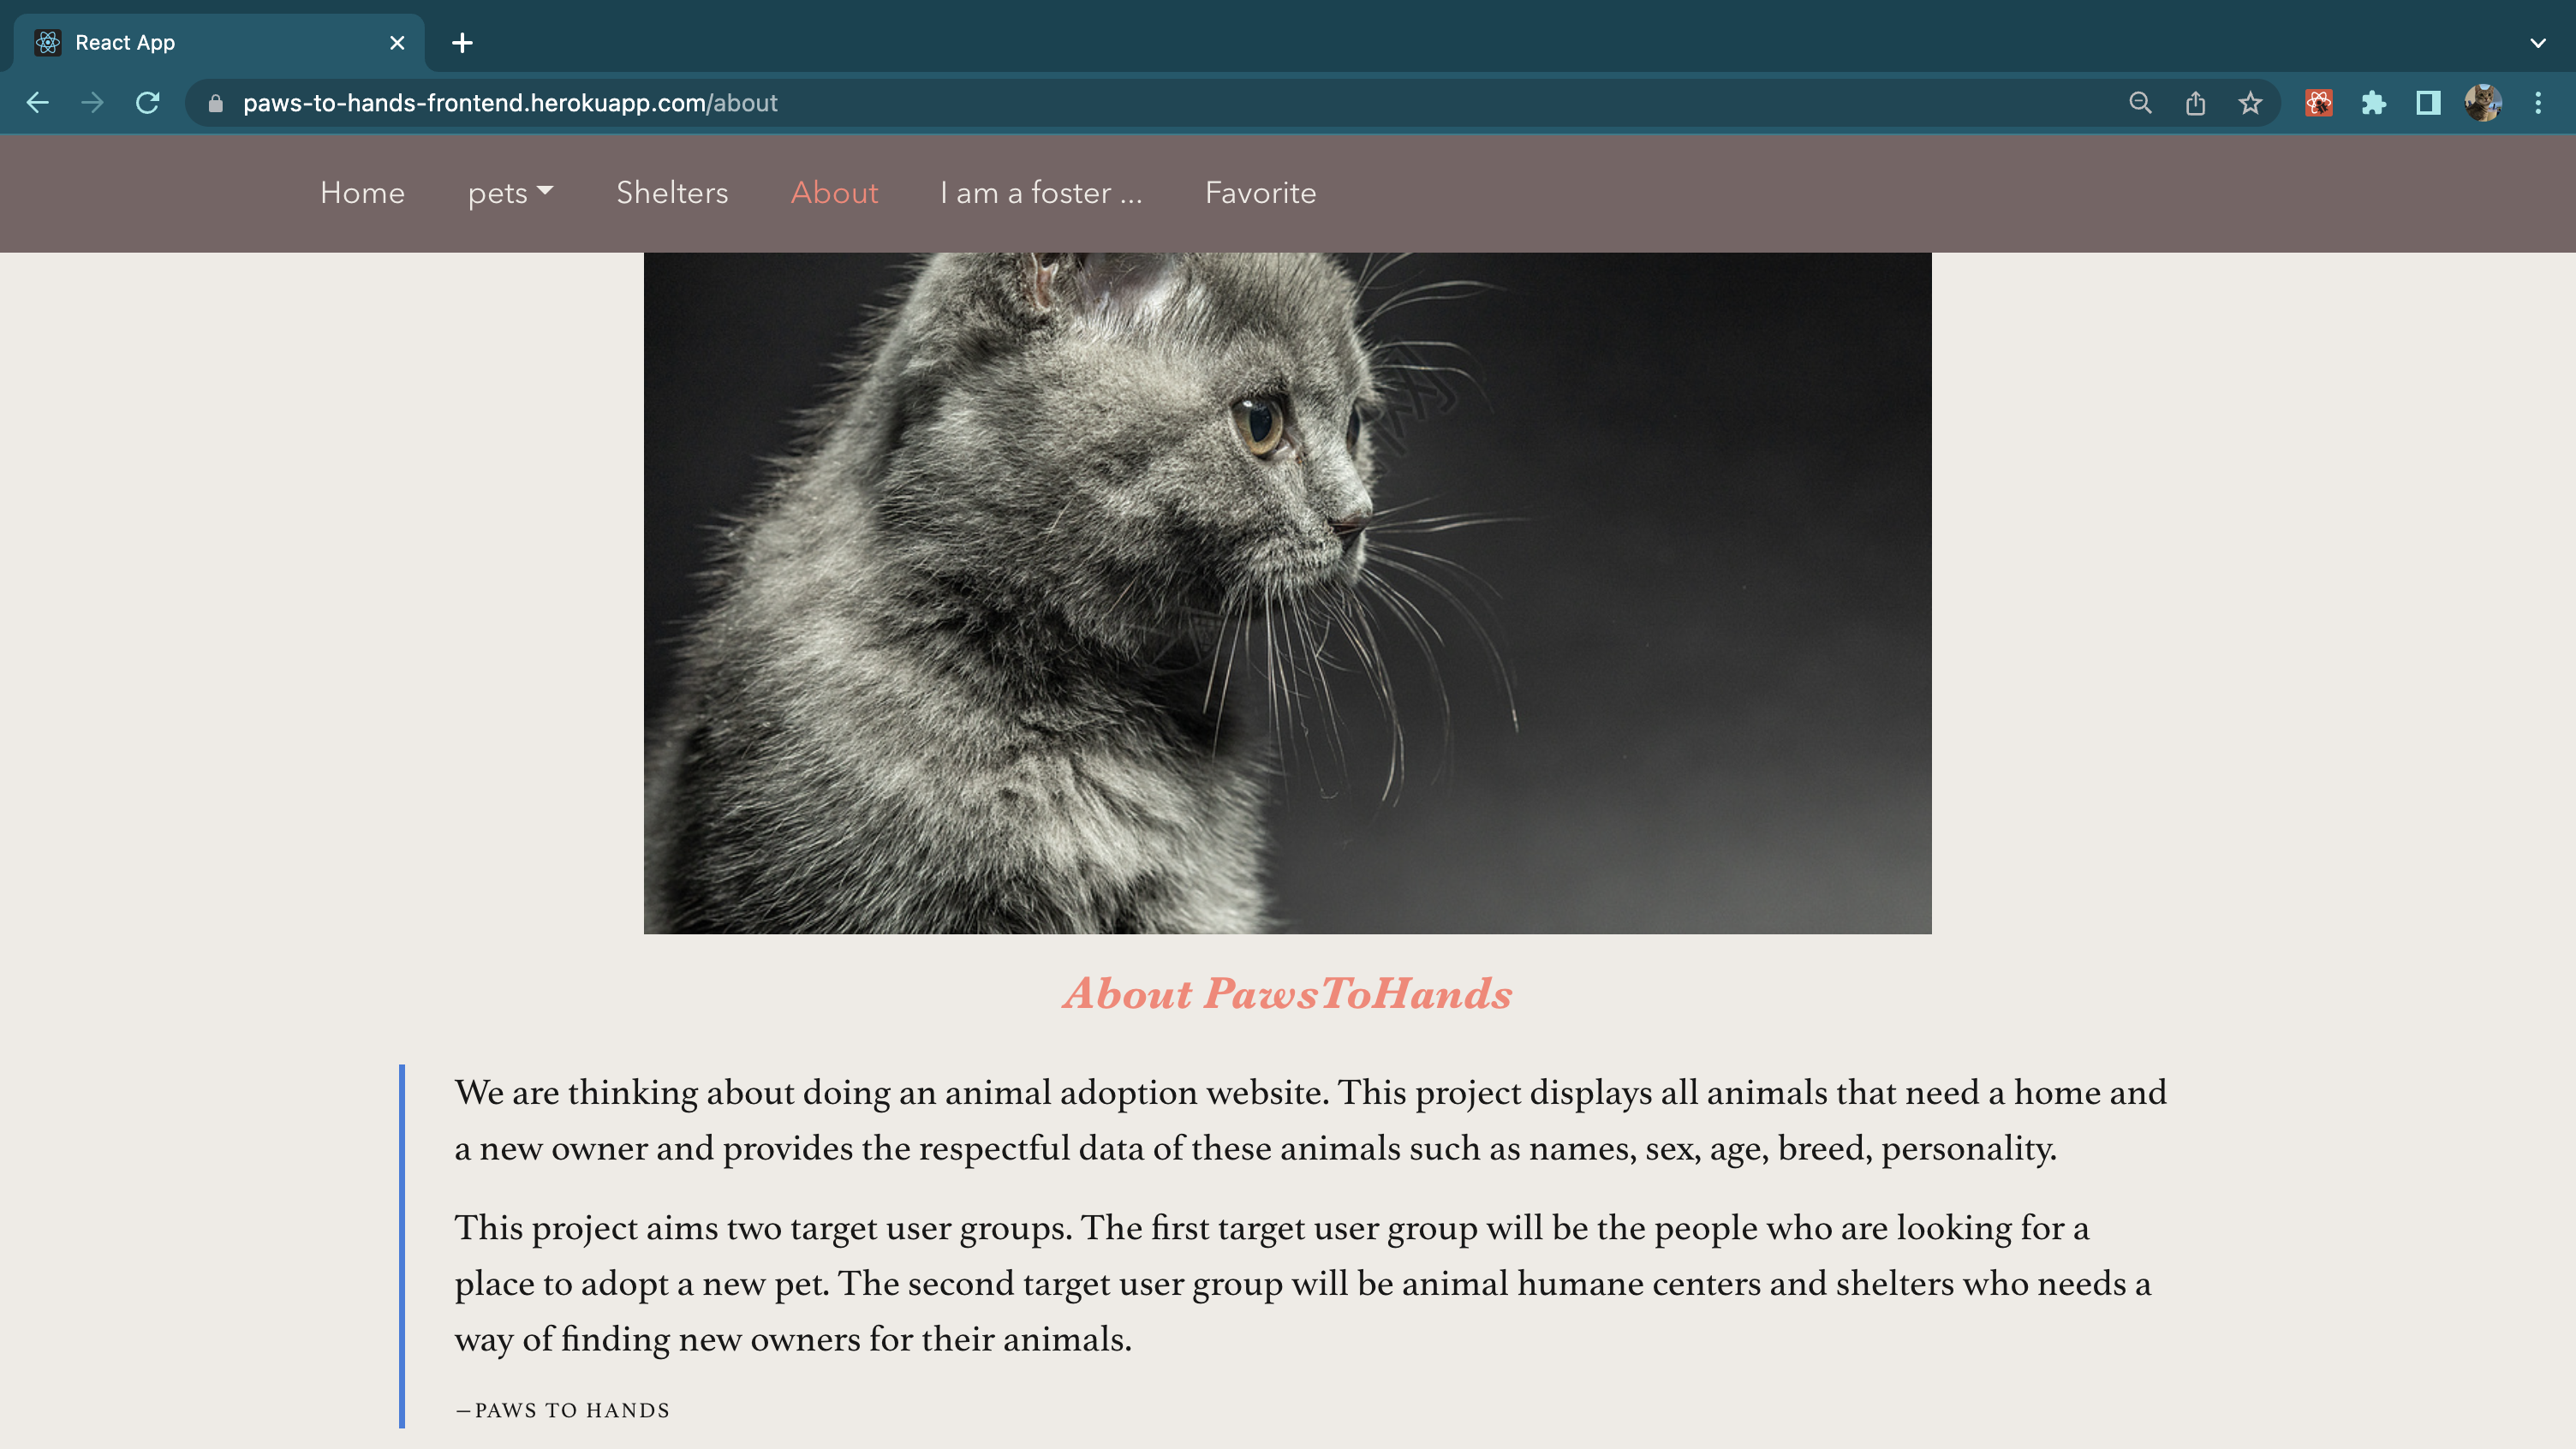 React App
paws-to-hands-frontend.herokuapp.com/about
Home pets Shelters About I am a foster ... Favorite
About PawsToHands
We are thinking about doing an animal adoption website. This project displays all animals that need a home and
a new owner and provides the respectful data of these animals such as names, sex, age, breed, personality.
This project aims two target user groups. The first target user group will be the people who are looking for a
place to adopt a new pet. The second target user group will be animal humane centers and shelters who needs a
way of finding new owners for their animals.
—PAWS TO HANDS